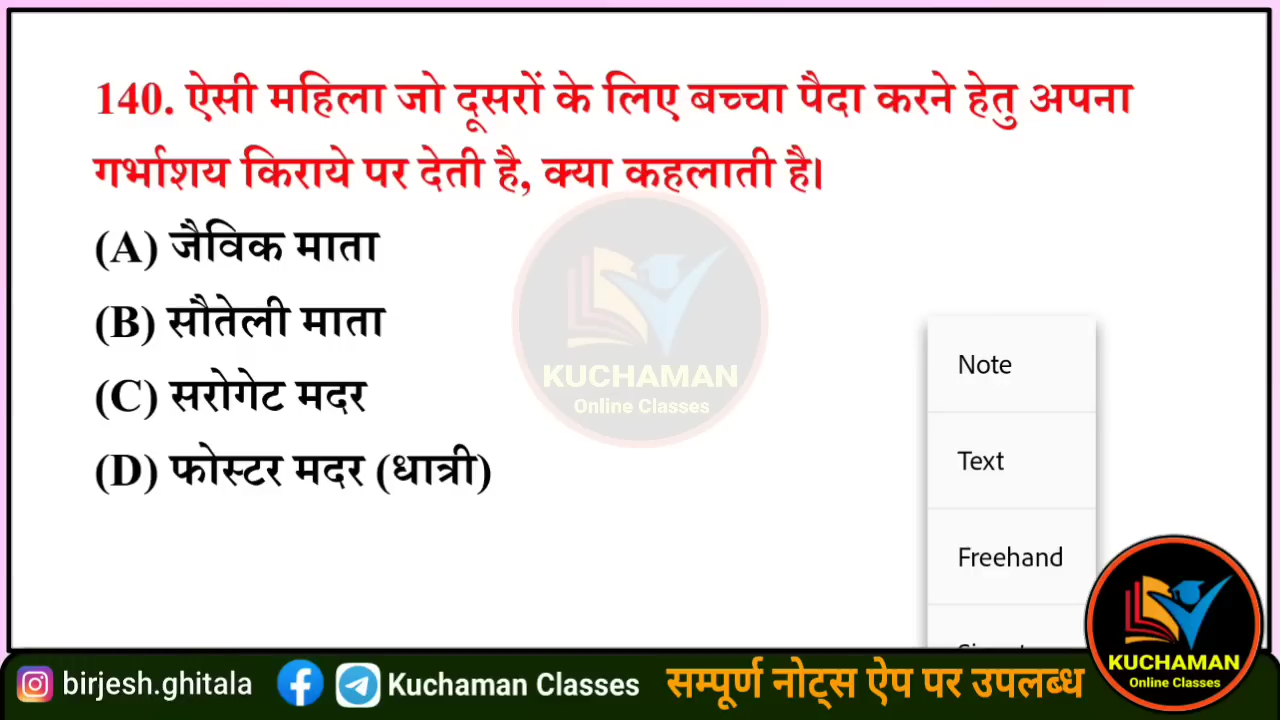 140. ऐसी महिला जो दूसरों के लिए बच्चा पैदा करने हेतु अपना
गर्भाशय किराये पर देती है, क्या कहलाती है।
(A) जैविक माता
(B) सौतेली माता
(C) सरोगेट मदर
(D) फोस्टर मदर (धात्री)
KUCHAMAN
Online Classes
Note
Text
Freehand
KUCHAMAN
Online Classes
birjesh.ghitala
Kuchaman Classes
सम्पूर्ण नोट्स ऐप पर उपलब्ध